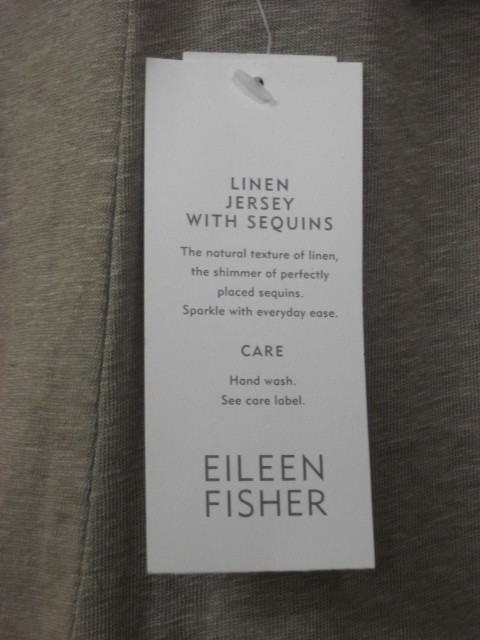 LINEN
JERSEY
WITH SEQUINS
The natural texture of linen,
the shimmer of perfectly
placed sequins.
Sparkle with everyday ease.
CARE
Hand wash.
See care label.
EILEEN
FISHER